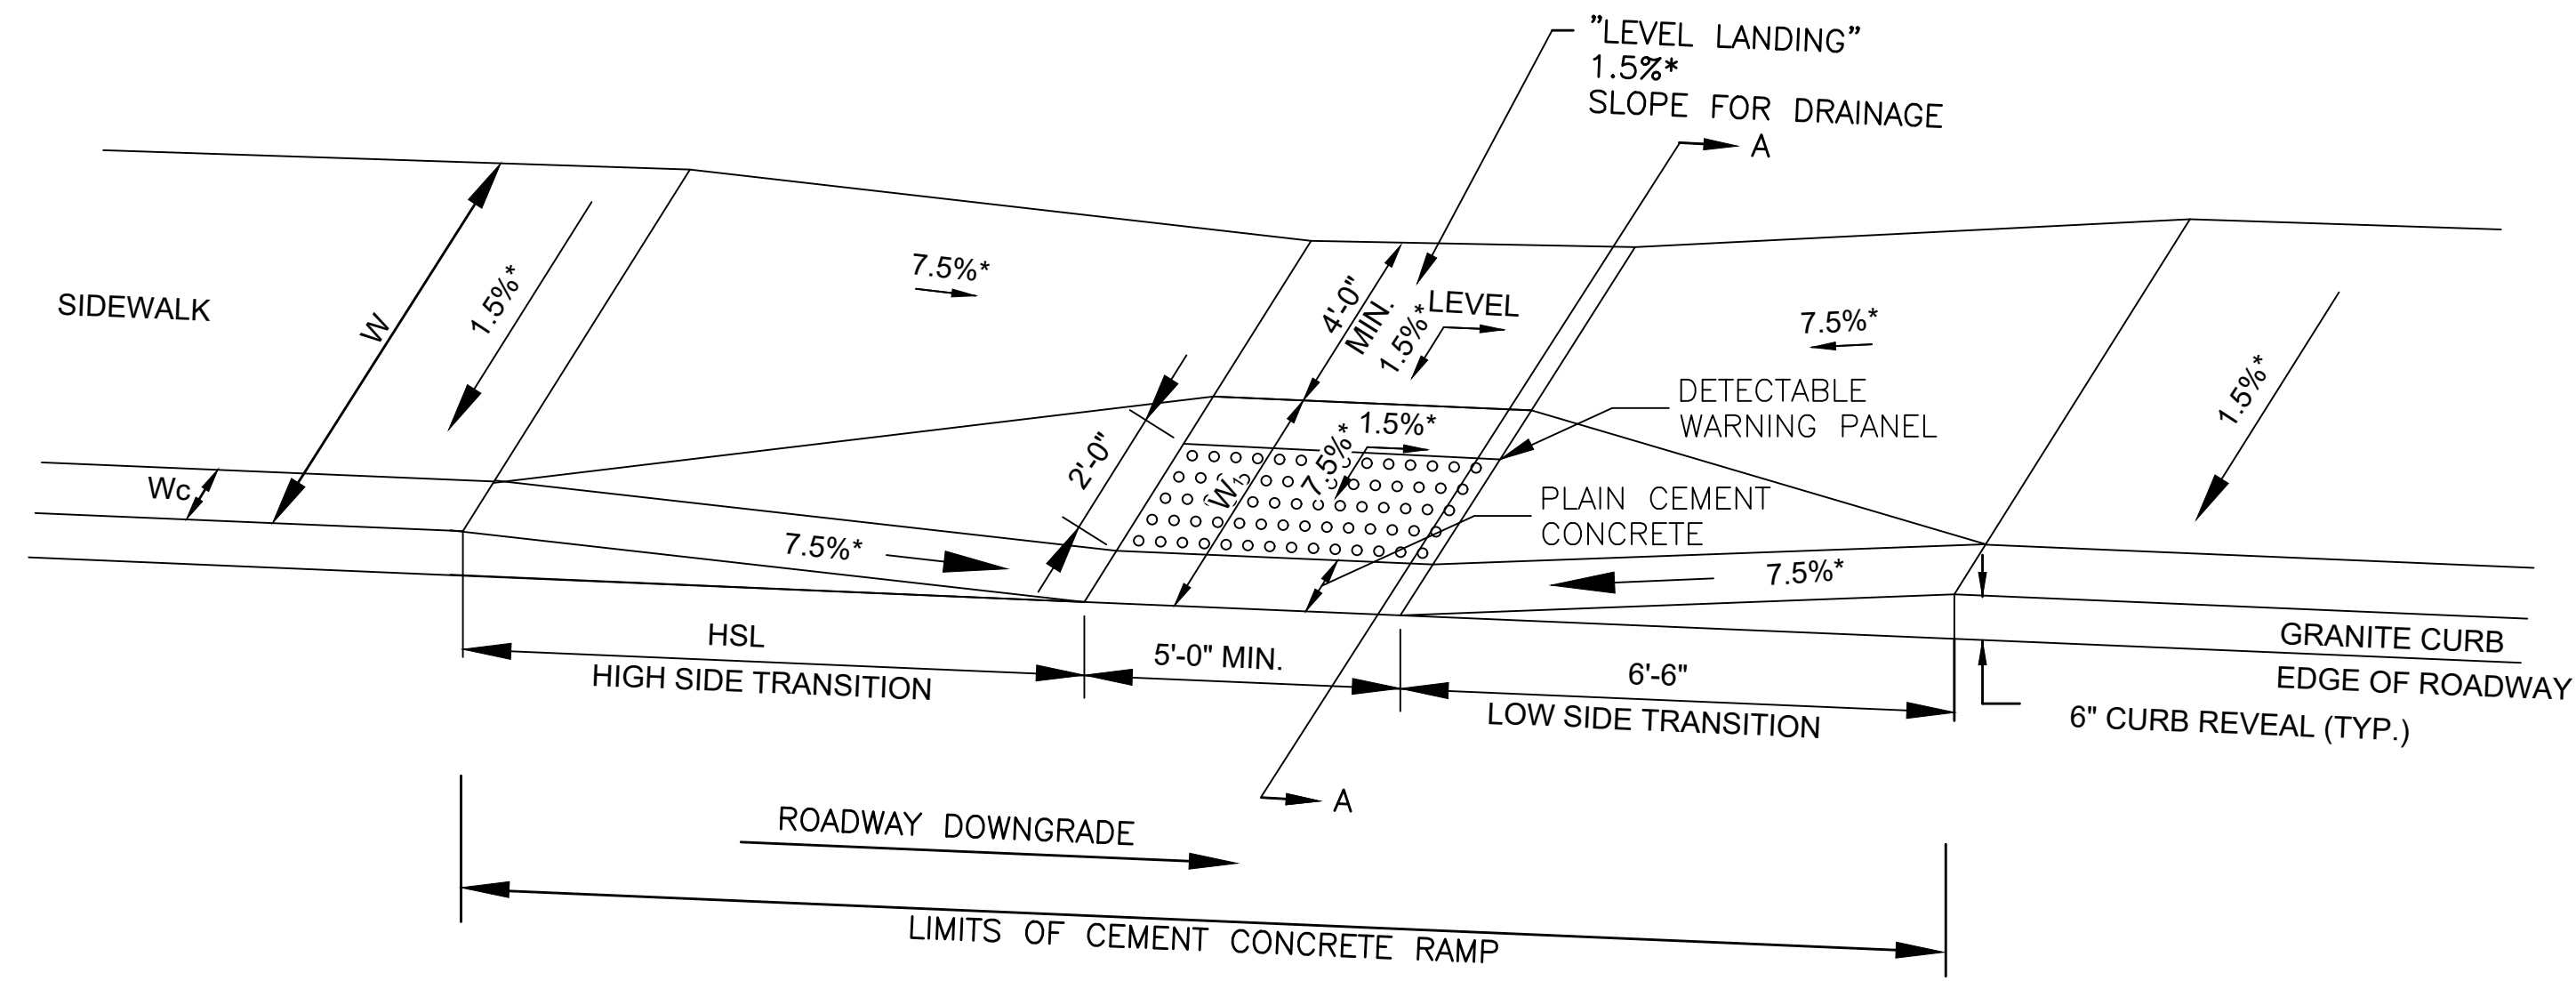 "LEVEL LANDING"
1.5%*
SLOPE FOR DRAINAGE
A
SIDEWALK
W
1.5%*
7.5%*
4'-0"
MIN.
1.5%*
LEVEL
7.5%*
1.5%*
DETECTABLE
WARNING PANEL
2'-0"
1.5%*
7.5%*
W1
Wc
PLAIN CEMENT
CONCRETE
7.5%*
7.5%*
HSL
HIGH SIDE TRANSITION
5'-0" MIN.
6'-6"
LOW SIDE TRANSITION
GRANITE CURB
EDGE OF ROADWAY
6" CURB REVEAL (TYP.)
A
ROADWAY DOWNGRADE
LIMITS OF CEMENT CONCRETE RAMP